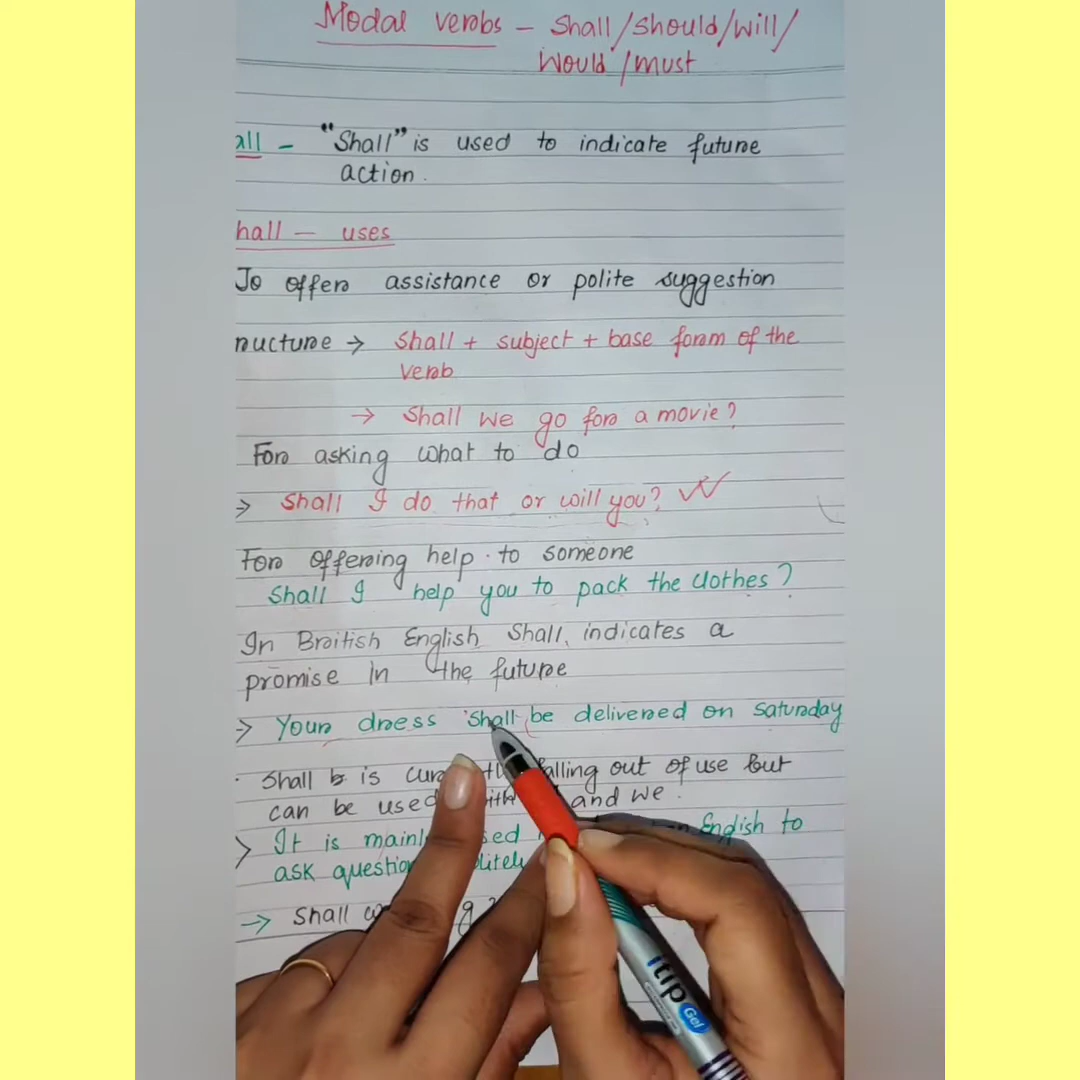 Modal verbs - Shall/Should/Will/
Would/must
all - "Shall" is used to indicate future
action.
hall - uses
To offer assistance or polite suggestion
ructure → Shall + subject + base form of the
verb
→ Shall we go for a movie?
For asking what to do
→ Shall I do that or will you?
For offering help to someone
Shall I help you to pack the clothes?
In British English Shall indicates a
promise in the future
→ Your dress shall be delivered on saturday
Shall is falling out of use but
can be used and we.
It is English to
ask
→ Shall
itip
Gel